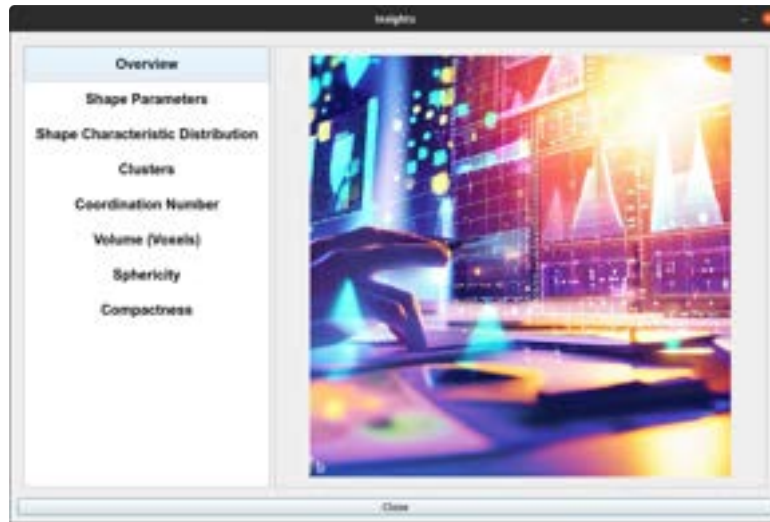 Insights
Overview
Shape Parameters
Shape Characteristic Distribution
Clusters
Coordination Number
Volume (Voxels)
Sphericity
Compactness
Close